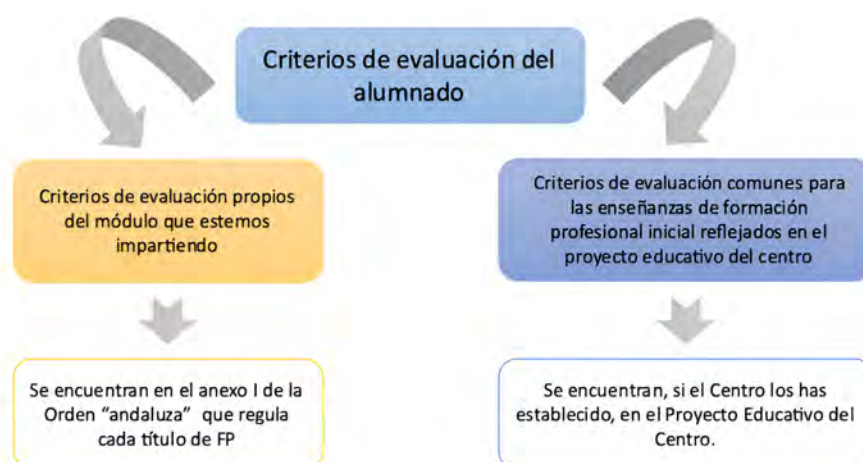 Criterios de evaluación del
alumnado
Criterios de evaluación propios
del módulo que estemos
impartiendo
Criterios de evaluación comunes para
las enseñanzas de formación
profesional inicial reflejados en el
proyecto educativo del centro
Se encuentran en el anexo I de la
Orden “andaluza” que regula
cada título de FP
Se encuentran, si el Centro los has
establecido, en el Proyecto Educativo del
Centro.